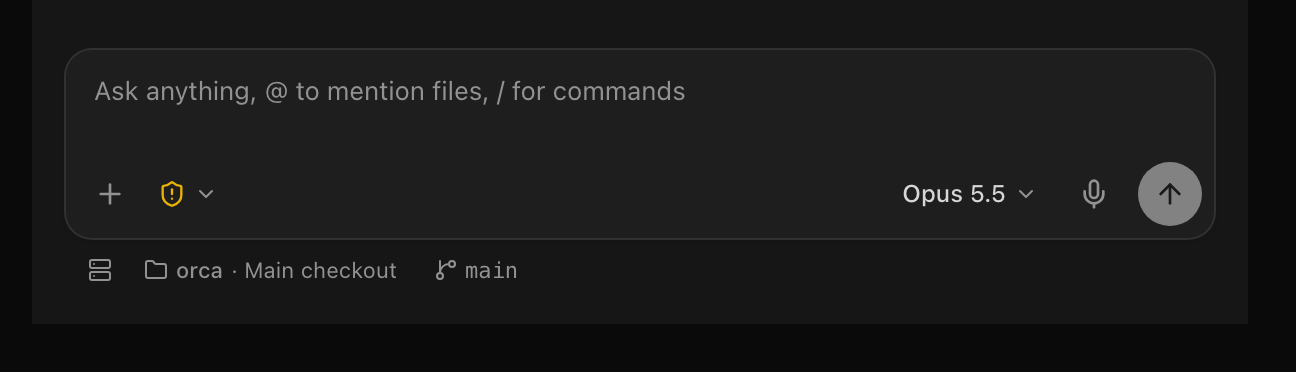 Ask anything, @ to mention files, / for commands
Opus 5.5
orca · Main checkout main